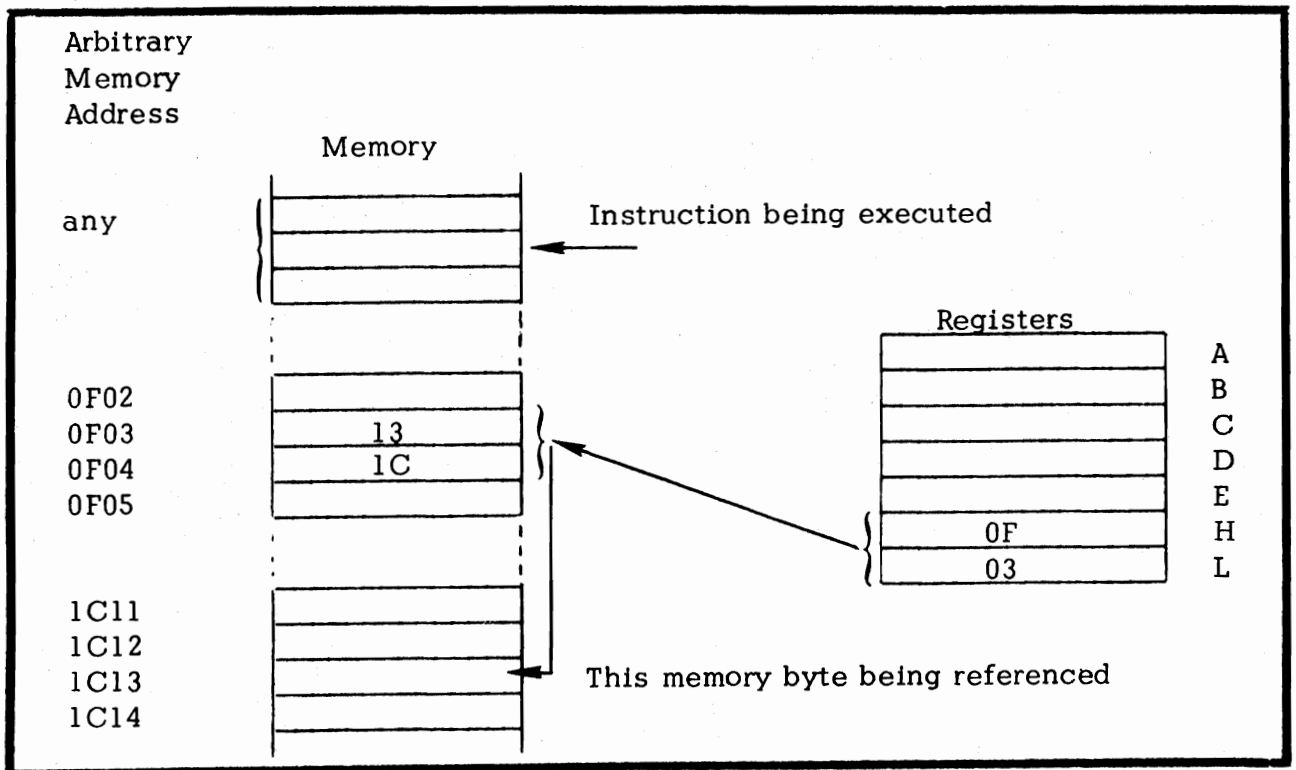 Arbitrary
Memory
Address
Memory
any
Instruction being executed
Registers
A
B
C
D
E
0F H
03 L
0F02
0F03 13
0F04 1C
0F05
1C11
1C12
1C13
1C14
This memory byte being referenced